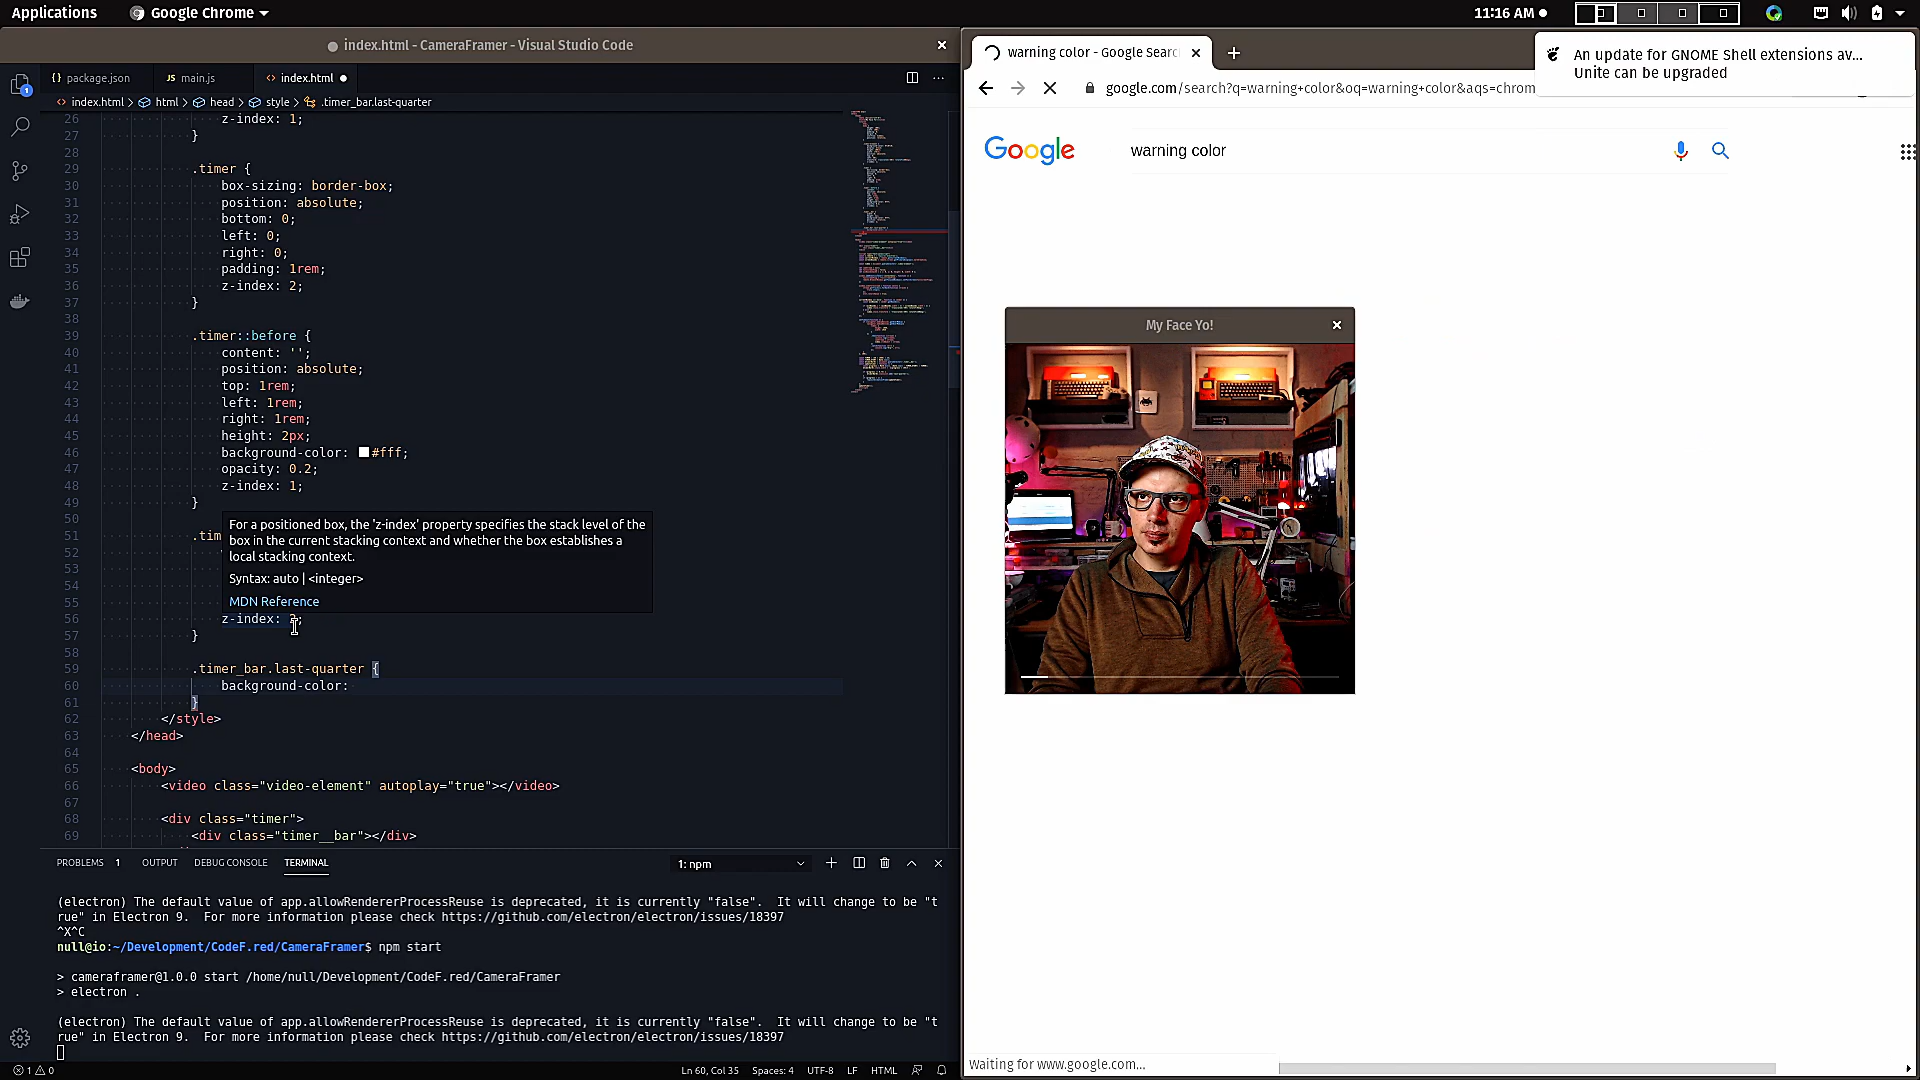 Applications
Google Chrome
11:16 AM
index.html - CameraFramer - Visual Studio Code
package.json
main.js
index.html
index.html > html > head > style > .timer_bar.last-quarter
26 z-index: 1;
27 }
28
29 .timer {
30 box-sizing: border-box;
31 position: absolute;
32 bottom: 0;
33 left: 0;
34 right: 0;
35 padding: 1rem;
36 z-index: 2;
37 }
38
39 .timer::before {
40 content: '';
41 position: absolute;
42 top: 1rem;
43 left: 1rem;
44 right: 1rem;
45 height: 2px;
46 background-color: #fff;
47 opacity: 0.2;
48 z-index: 1;
49 }
50
51 .tim
52
53
54
55
For a positioned box, the 'z-index' property specifies the stack level of the
box in the current stacking context and whether the box establishes a
local stacking context.
Syntax: auto | <integer>
MDN Reference
56 z-index: 2;
57 }
58
59 .timer_bar.last-quarter {
60 background-color:
61 }
62 </style>
63 </head>
64
65 <body>
66 <video class="video-element" autoplay="true"></video>
67
68 <div class="timer">
69 <div class="timer__bar"></div>
PROBLEMS 1 OUTPUT DEBUG CONSOLE TERMINAL
1: npm
(electron) The default value of app.allowRendererProcessReuse is deprecated, it is currently "false". It will change to be "t
rue" in Electron 9. For more information please check https://github.com/electron/electron/issues/18397
^X^C
null@io:~/Development/CodeF.red/CameraFramer$ npm start
> cameraframer@1.0.0 start /home/null/Development/CodeF.red/CameraFramer
> electron .
(electron) The default value of app.allowRendererProcessReuse is deprecated, it is currently "false". It will change to be "t
rue" in Electron 9. For more information please check https://github.com/electron/electron/issues/18397
1 0
Ln 60, Col 35 Spaces: 4 UTF-8 LF HTML
warning color - Google Searc
An update for GNOME Shell extensions av...
Unite can be upgraded
google.com/search?q=warning+color&oq=warning+color&aqs=chrom
Google
warning color
My Face Yo!
Waiting for www.google.com...